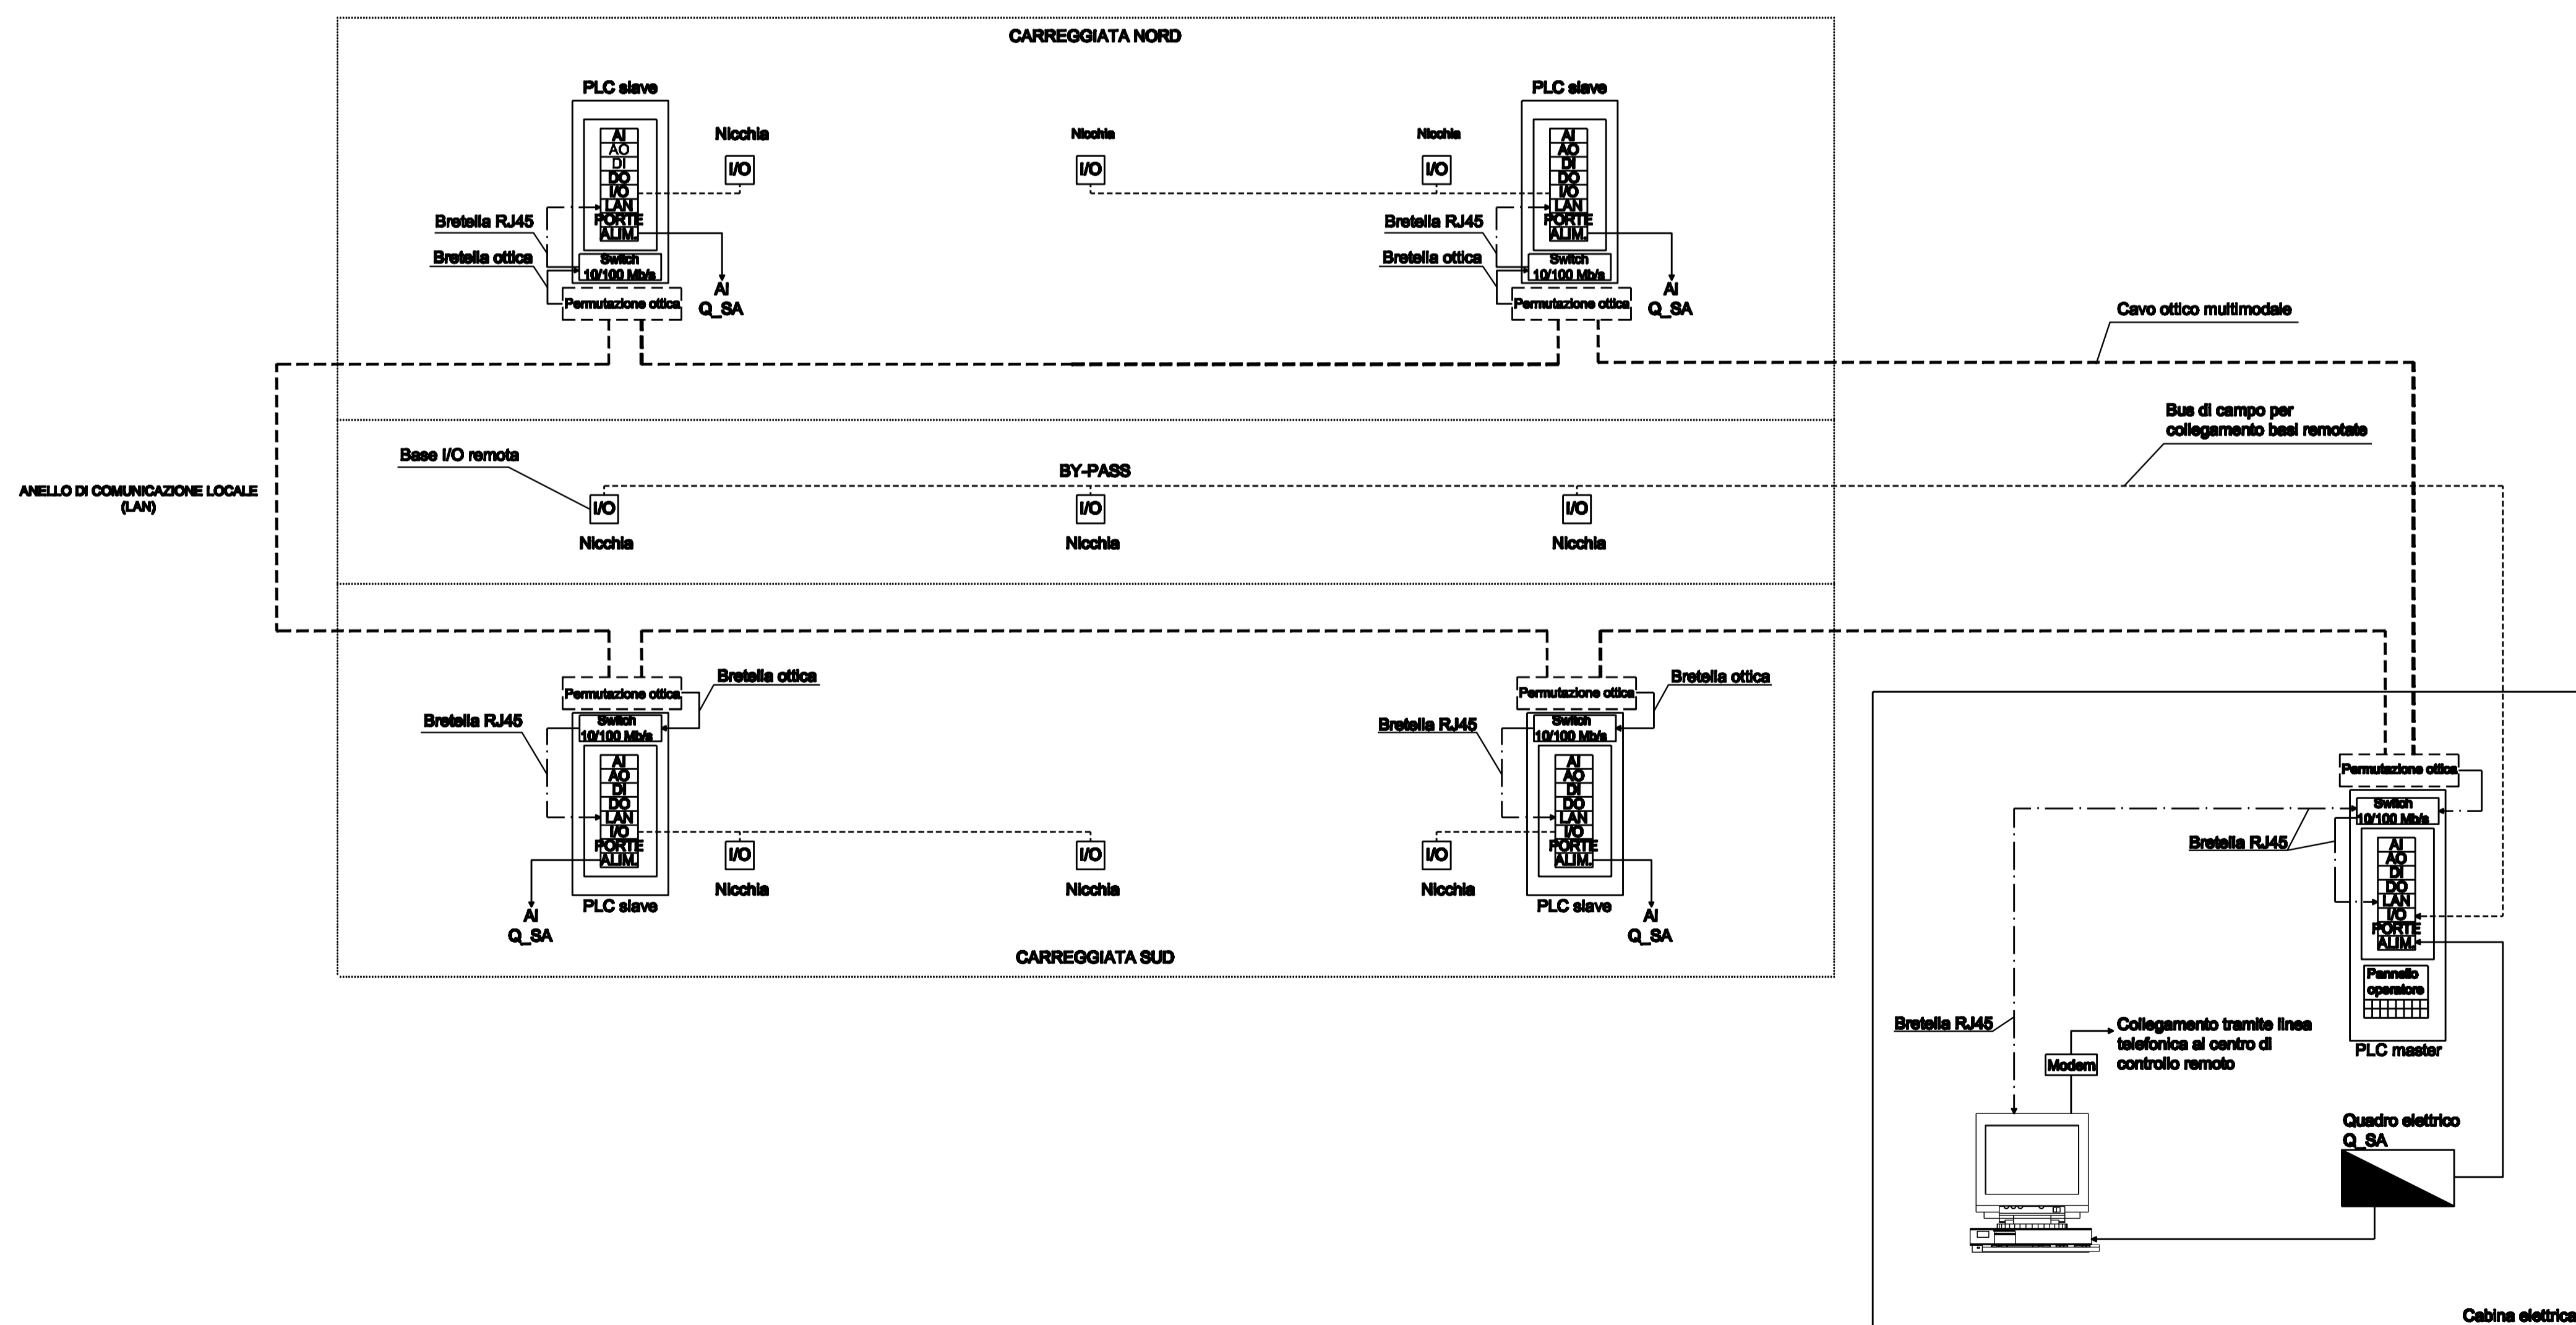 CARREGGIATA NORD
PLC slave
AI
AO
DI
DO
I/O
LAN
PORTE
ALIM.
Switch
10/100 Mb/s
Permutazione ottica
Bretella RJ45
Bretella ottica
Nicchia
I/O
AI
Q_SA
Nicchia
I/O
Nicchia
I/O
PLC slave
AI
AO
DI
DO
I/O
LAN
PORTE
ALIM.
Switch
10/100 Mb/s
Permutazione ottica
Bretella RJ45
Bretella ottica
AI
Q_SA
Cavo ottico multimodale
Bus di campo per
collegamento basi remotate
ANELLO DI COMUNICAZIONE LOCALE
(LAN)
Base I/O remota
BY-PASS
I/O
Nicchia
I/O
Nicchia
I/O
Nicchia
Permutazione ottica
Bretella ottica
Bretella RJ45
Switch
10/100 Mb/s
AI
AO
DI
DO
LAN
I/O
PORTE
ALIM.
PLC slave
AI
Q_SA
I/O
Nicchia
I/O
Nicchia
I/O
Nicchia
Permutazione ottica
Bretella ottica
Bretella RJ45
Switch
10/100 Mb/s
AI
AO
DI
DO
LAN
I/O
PORTE
ALIM.
PLC slave
AI
Q_SA
CARREGGIATA SUD
Permutazione ottica
Switch
10/100 Mb/s
Bretella RJ45
AI
AO
DI
DO
LAN
I/O
PORTE
ALIM.
Pannello
operatore
PLC master
Bretella RJ45
Collegamento tramite linea
telefonica al centro di
controllo remoto
Modem
Quadro elettrico
Q_SA
Cabina elettrica